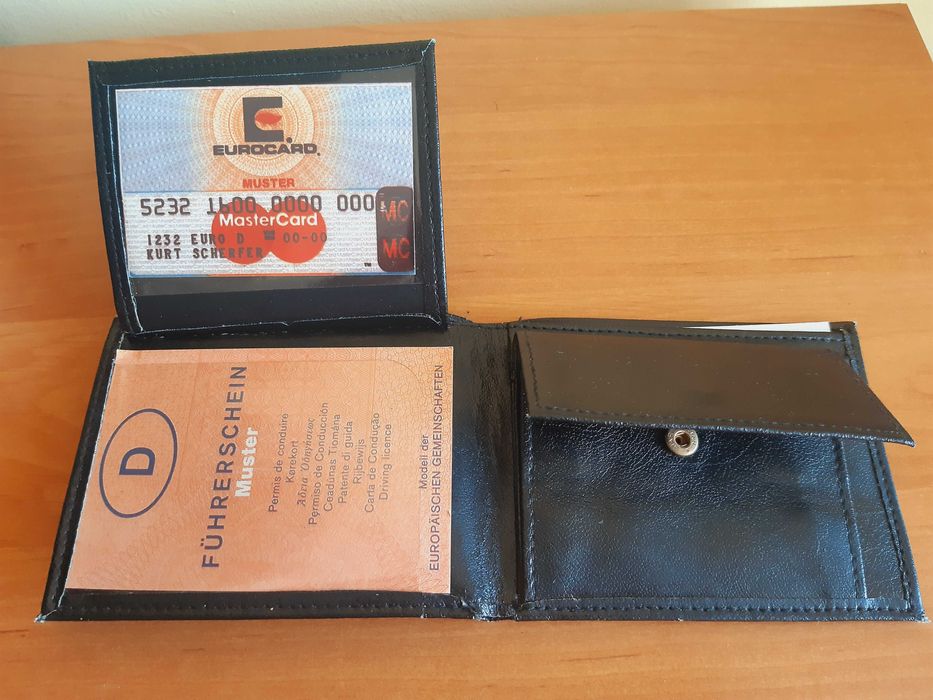 EUROCARD
MUSTER
5232 1600 0000 000
MasterCard
1232 EURO D 00-00
KURT SCHERFER
MC
MC
TM
D
FÜHRERSCHEIN
Muster
Permis de conduire
Kørekort
Άδεια Οδήγησης
Permiso de Conducción
Ceadúnas Tiomána
Patente di guida
Rijbewijs
Carta de Condução
Driving licence
Modell der
EUROPÄISCHEN GEMEINSCHAFTEN